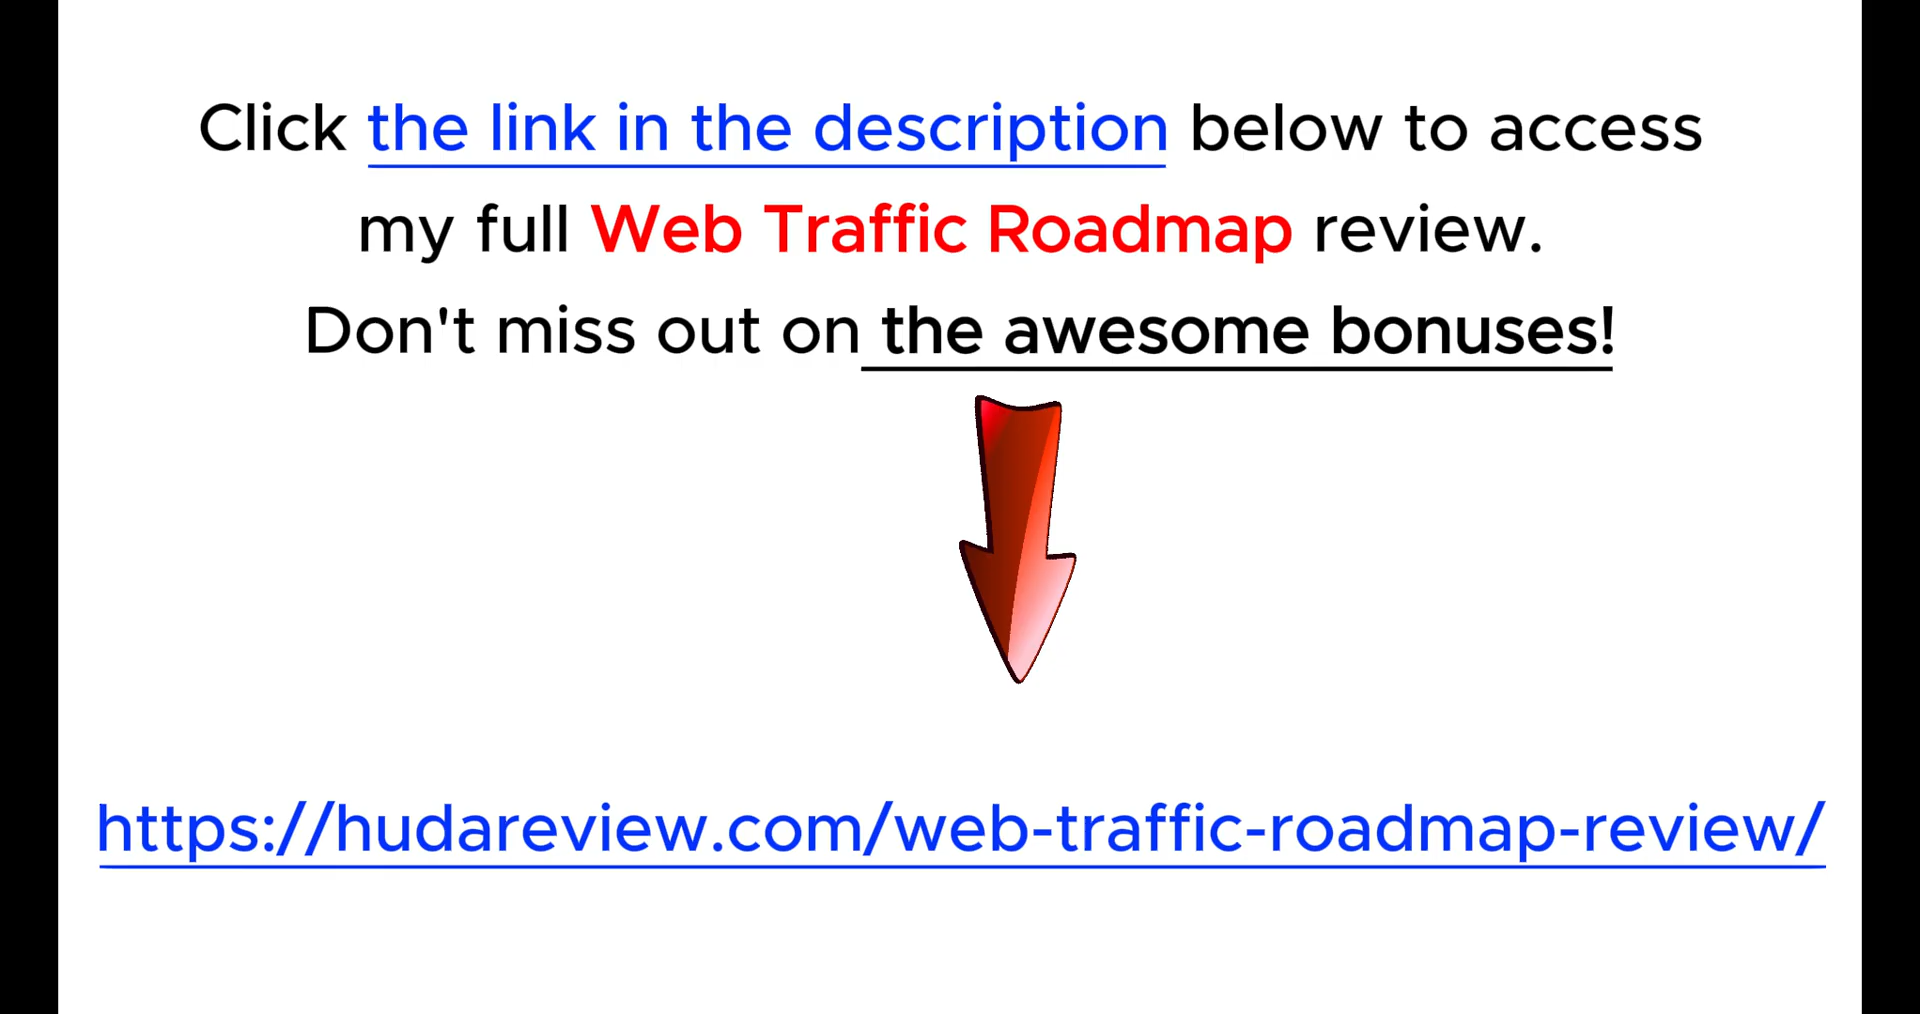 Click the link in the description below to access
my full Web Traffic Roadmap review.
Don't miss out on the awesome bonuses!
https://hudareview.com/web-traffic-roadmap-review/